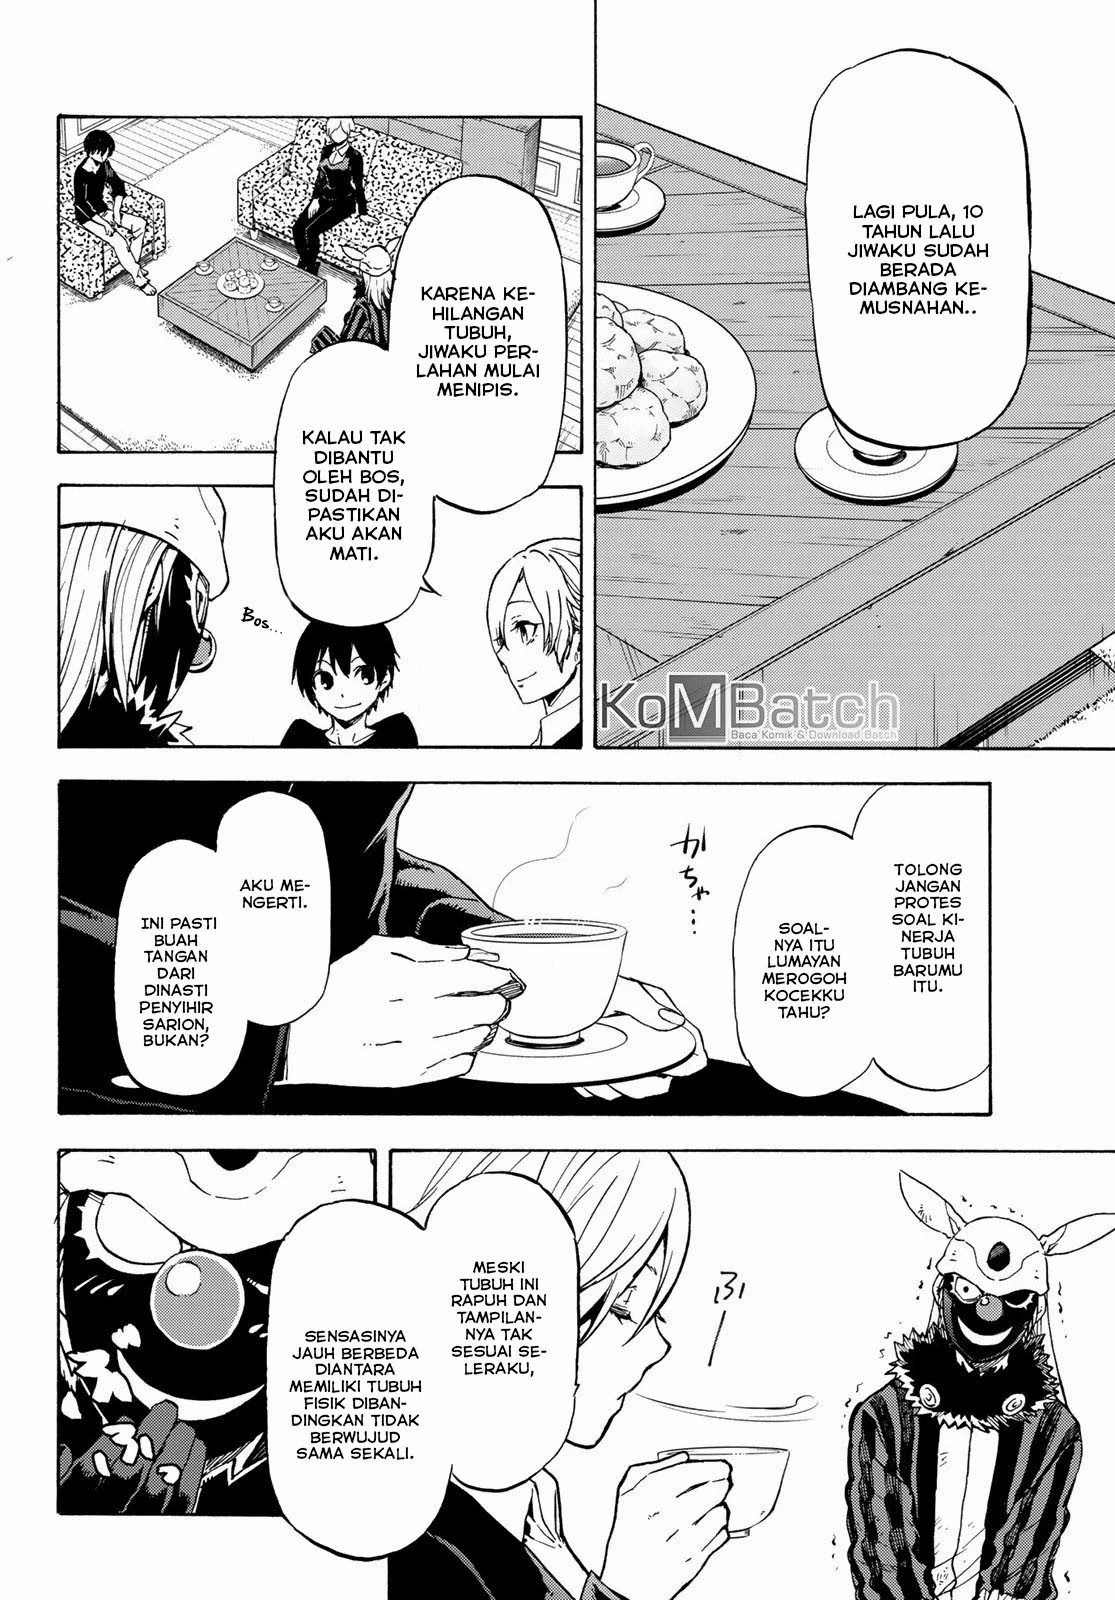 LAGI PULA, 10
TAHUN LALU
JIWAKU SUDAH
BERADA
DIAMBANG KE-
MUSNAHAN..
KARENA KE-
HILANGAN
TUBUH,
JIWAKU PER-
LAHAN MULAI
MENIPIS.
KALAU TAK
DIBANTU
OLEH BOS,
SUDAH DI-
PASTIKAN
AKU AKAN
MATI.
Bos...
KoMBatch
Baca Komik & Download Batch
TOLONG
JANGAN
PROTES
SOAL KI-
NERJA
TUBUH
BARUMU
ITU.
SOAL-
NYA ITU
LUMAYAN
MEROGOH
KOCEKKU
TAHU?
かちゃ…
AKU ME-
NGERTI.
INI PASTI
BUAH
TANGAN
DARI
DINASTI
PENYIHIR
SARION,
BUKAN?
ふ
MESKI
TUBUH INI
RAPUH DAN
TAMPILAN-
NYA TAK
SESUAI SE-
LERAKU,
SENSASINYA
JAUH BERBEDA
DIANTARA
MEMILIKI TUBUH
FISIK DIBAN-
DINGKAN TIDAK
BERWUJUD
SAMA SEKALI.